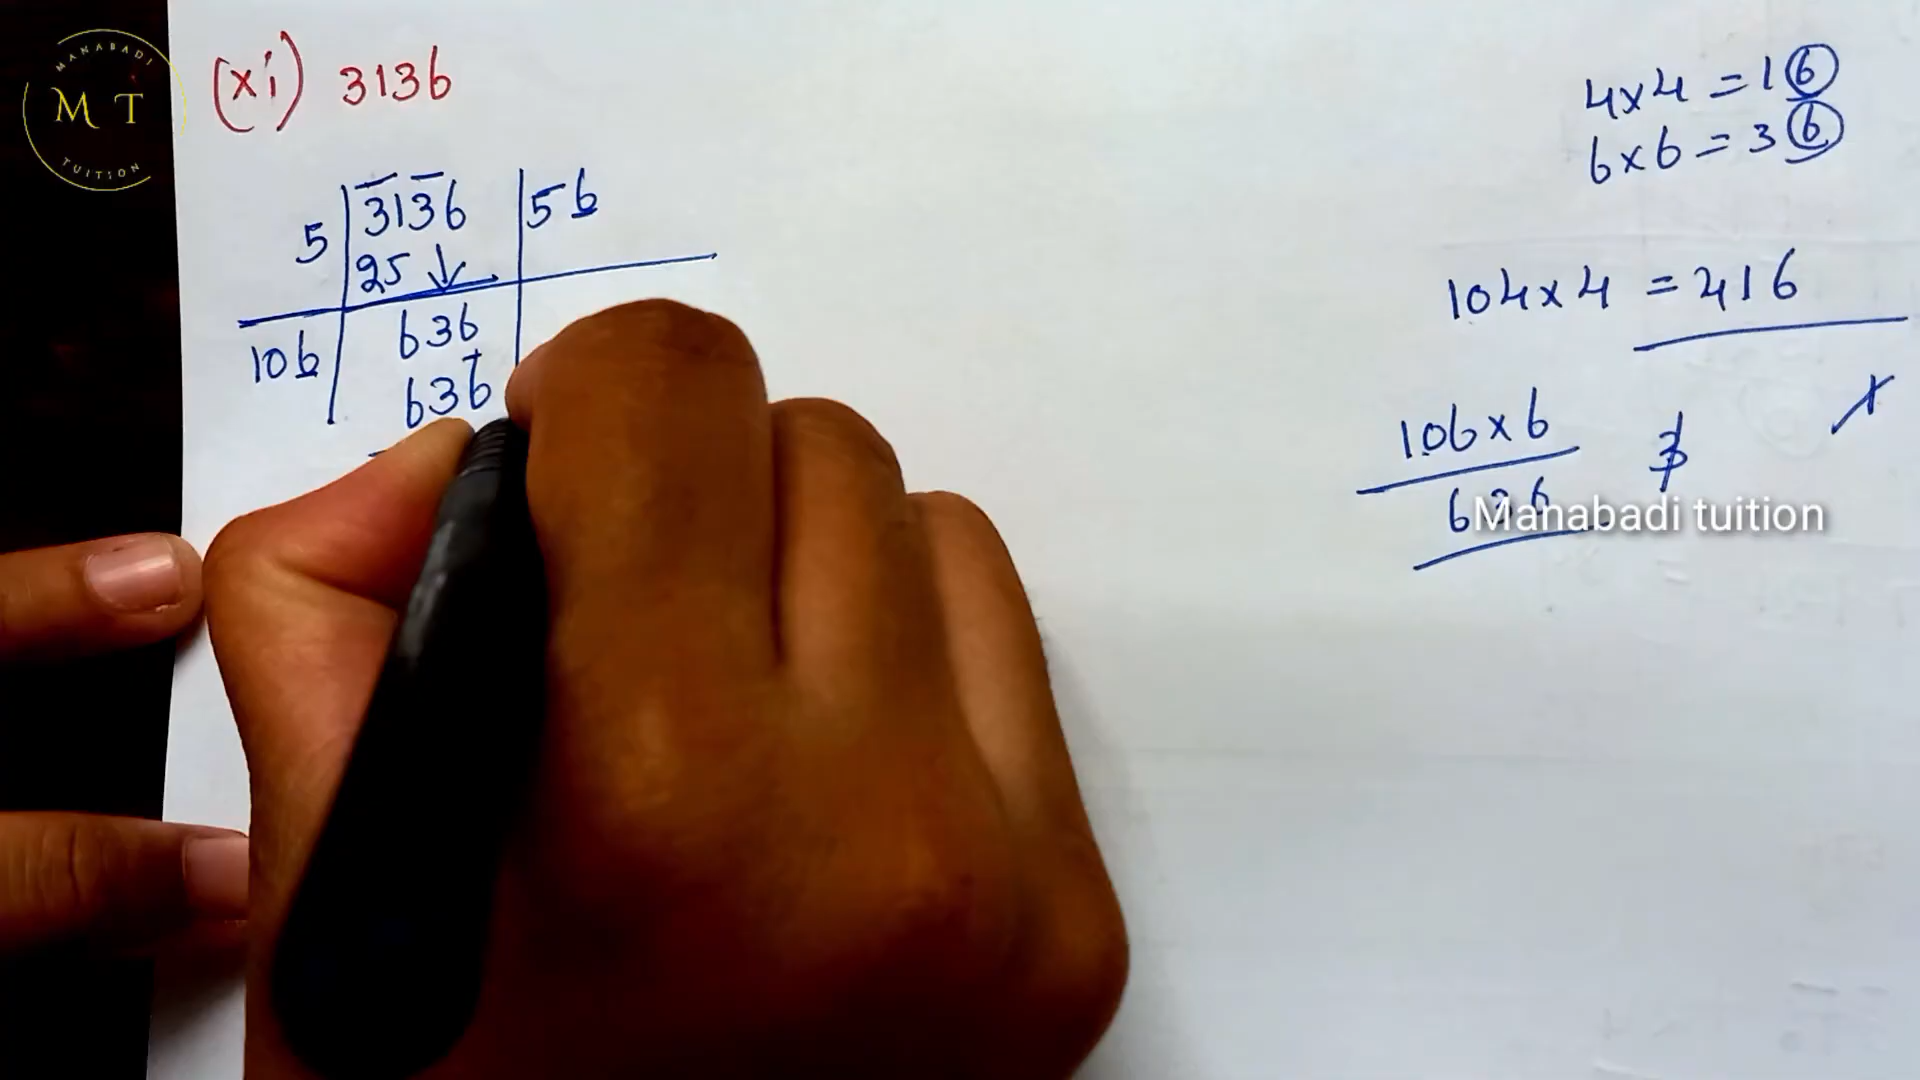 MANABADI
M T
TUITION
(xi) 3136
5 3136 56
25
106 636
636
4x4 = 16
6x6 = 36
104x4 = 416
x
106x6
636
Manabadi tuition